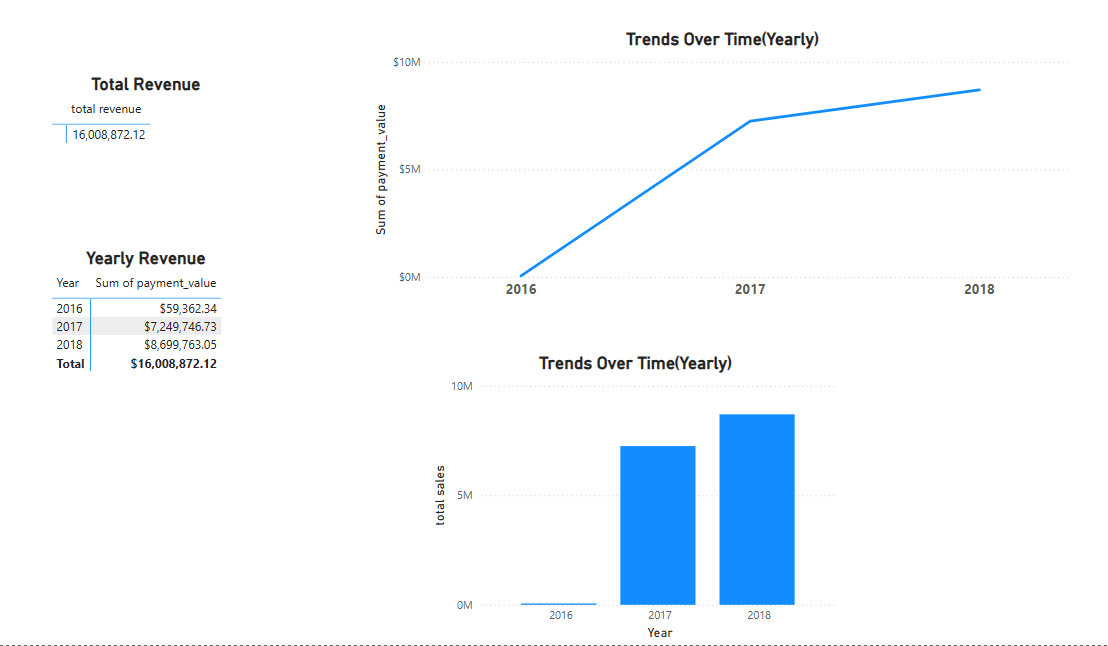 Total Revenue
total revenue
16,008,872.12
Yearly Revenue
Year Sum of payment_value
2016 $59,362.34
2017 $7,249,746.73
2018 $8,699,763.05
Total $16,008,872.12
Trends Over Time(Yearly)
Sum of payment_value
$10M
$5M
$0M
2016 2017 2018
Trends Over Time(Yearly)
total sales
10M
5M
0M
2016 2017 2018
Year